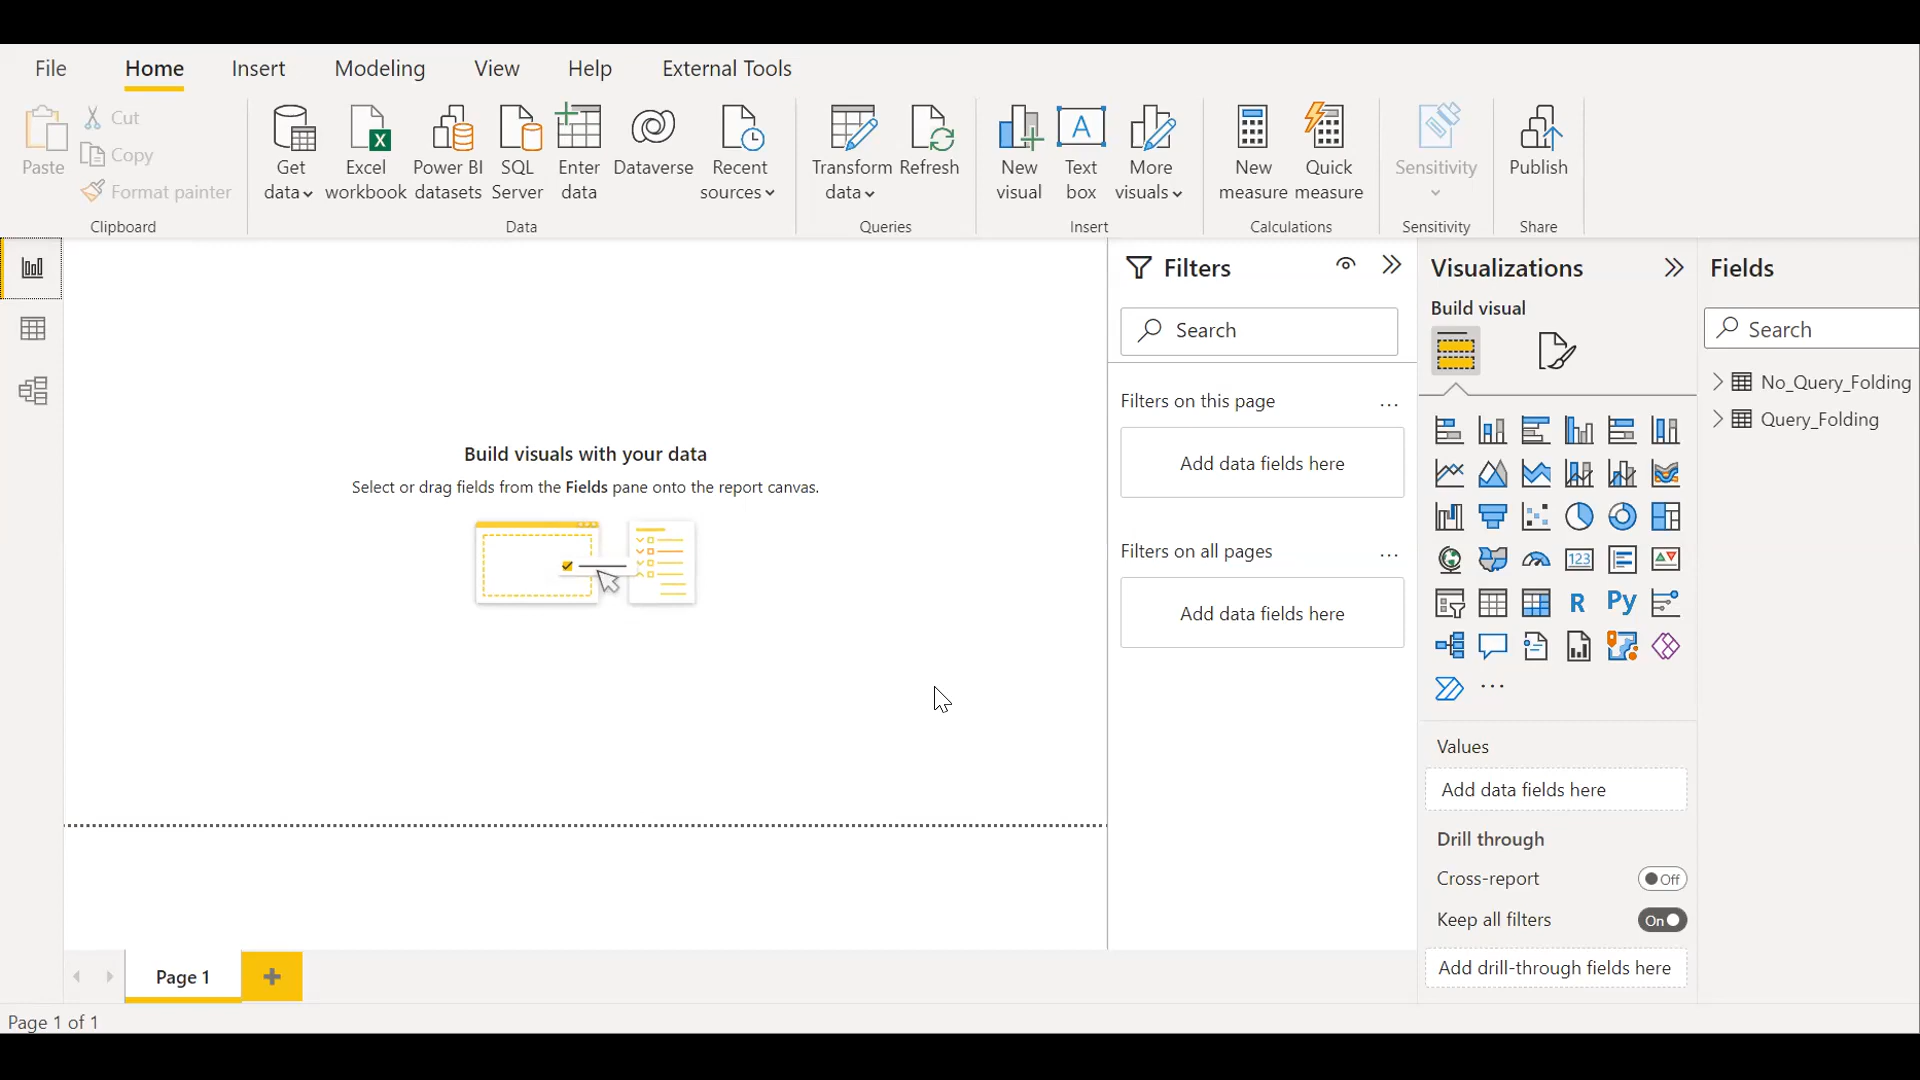 File Home Insert Modeling View Help External Tools
Paste
Cut
Copy
Format painter
Clipboard
Get
data
Excel
workbook
Power BI
datasets
SQL
Server
Enter
data
Dataverse
Recent
sources
Data
Transform
data
Refresh
Queries
New
visual
A
Text
box
More
visuals
Insert
New
measure
Quick
measure
Calculations
Sensitivity
Sensitivity
Publish
Share
Build visuals with your data
Select or drag fields from the Fields pane onto the report canvas.
Filters
Search
Filters on this page ...
Add data fields here
Filters on all pages ...
Add data fields here
Visualizations
Build visual
123
R Py
...
Values
Add data fields here
Drill through
Cross-report Off
Keep all filters On
Add drill-through fields here
Fields
Search
No_Query_Folding
Query_Folding
Page 1
Page 1 of 1